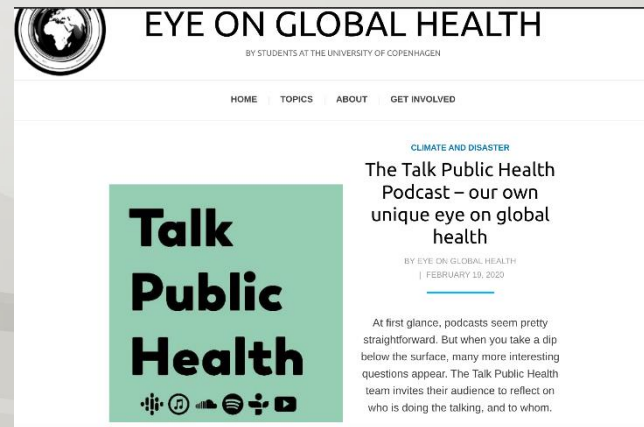 EYE ON GLOBAL HEALTH
BY STUDENTS AT THE UNIVERSITY OF COPENHAGEN
HOME
TOPICS
ABOUT
GET INVOLVED
Talk
Public
Health
CLIMATE AND DISASTER
The Talk Public Health
Podcast – our own
unique eye on global
health
BY EYE ON GLOBAL HEALTH
| FEBRUARY 19, 2020
At first glance, podcasts seem pretty
straightforward. But when you take a dip
below the surface, many more interesting
questions appear. The Talk Public Health
team invites their audience to reflect on
who is doing the talking, and to whom.